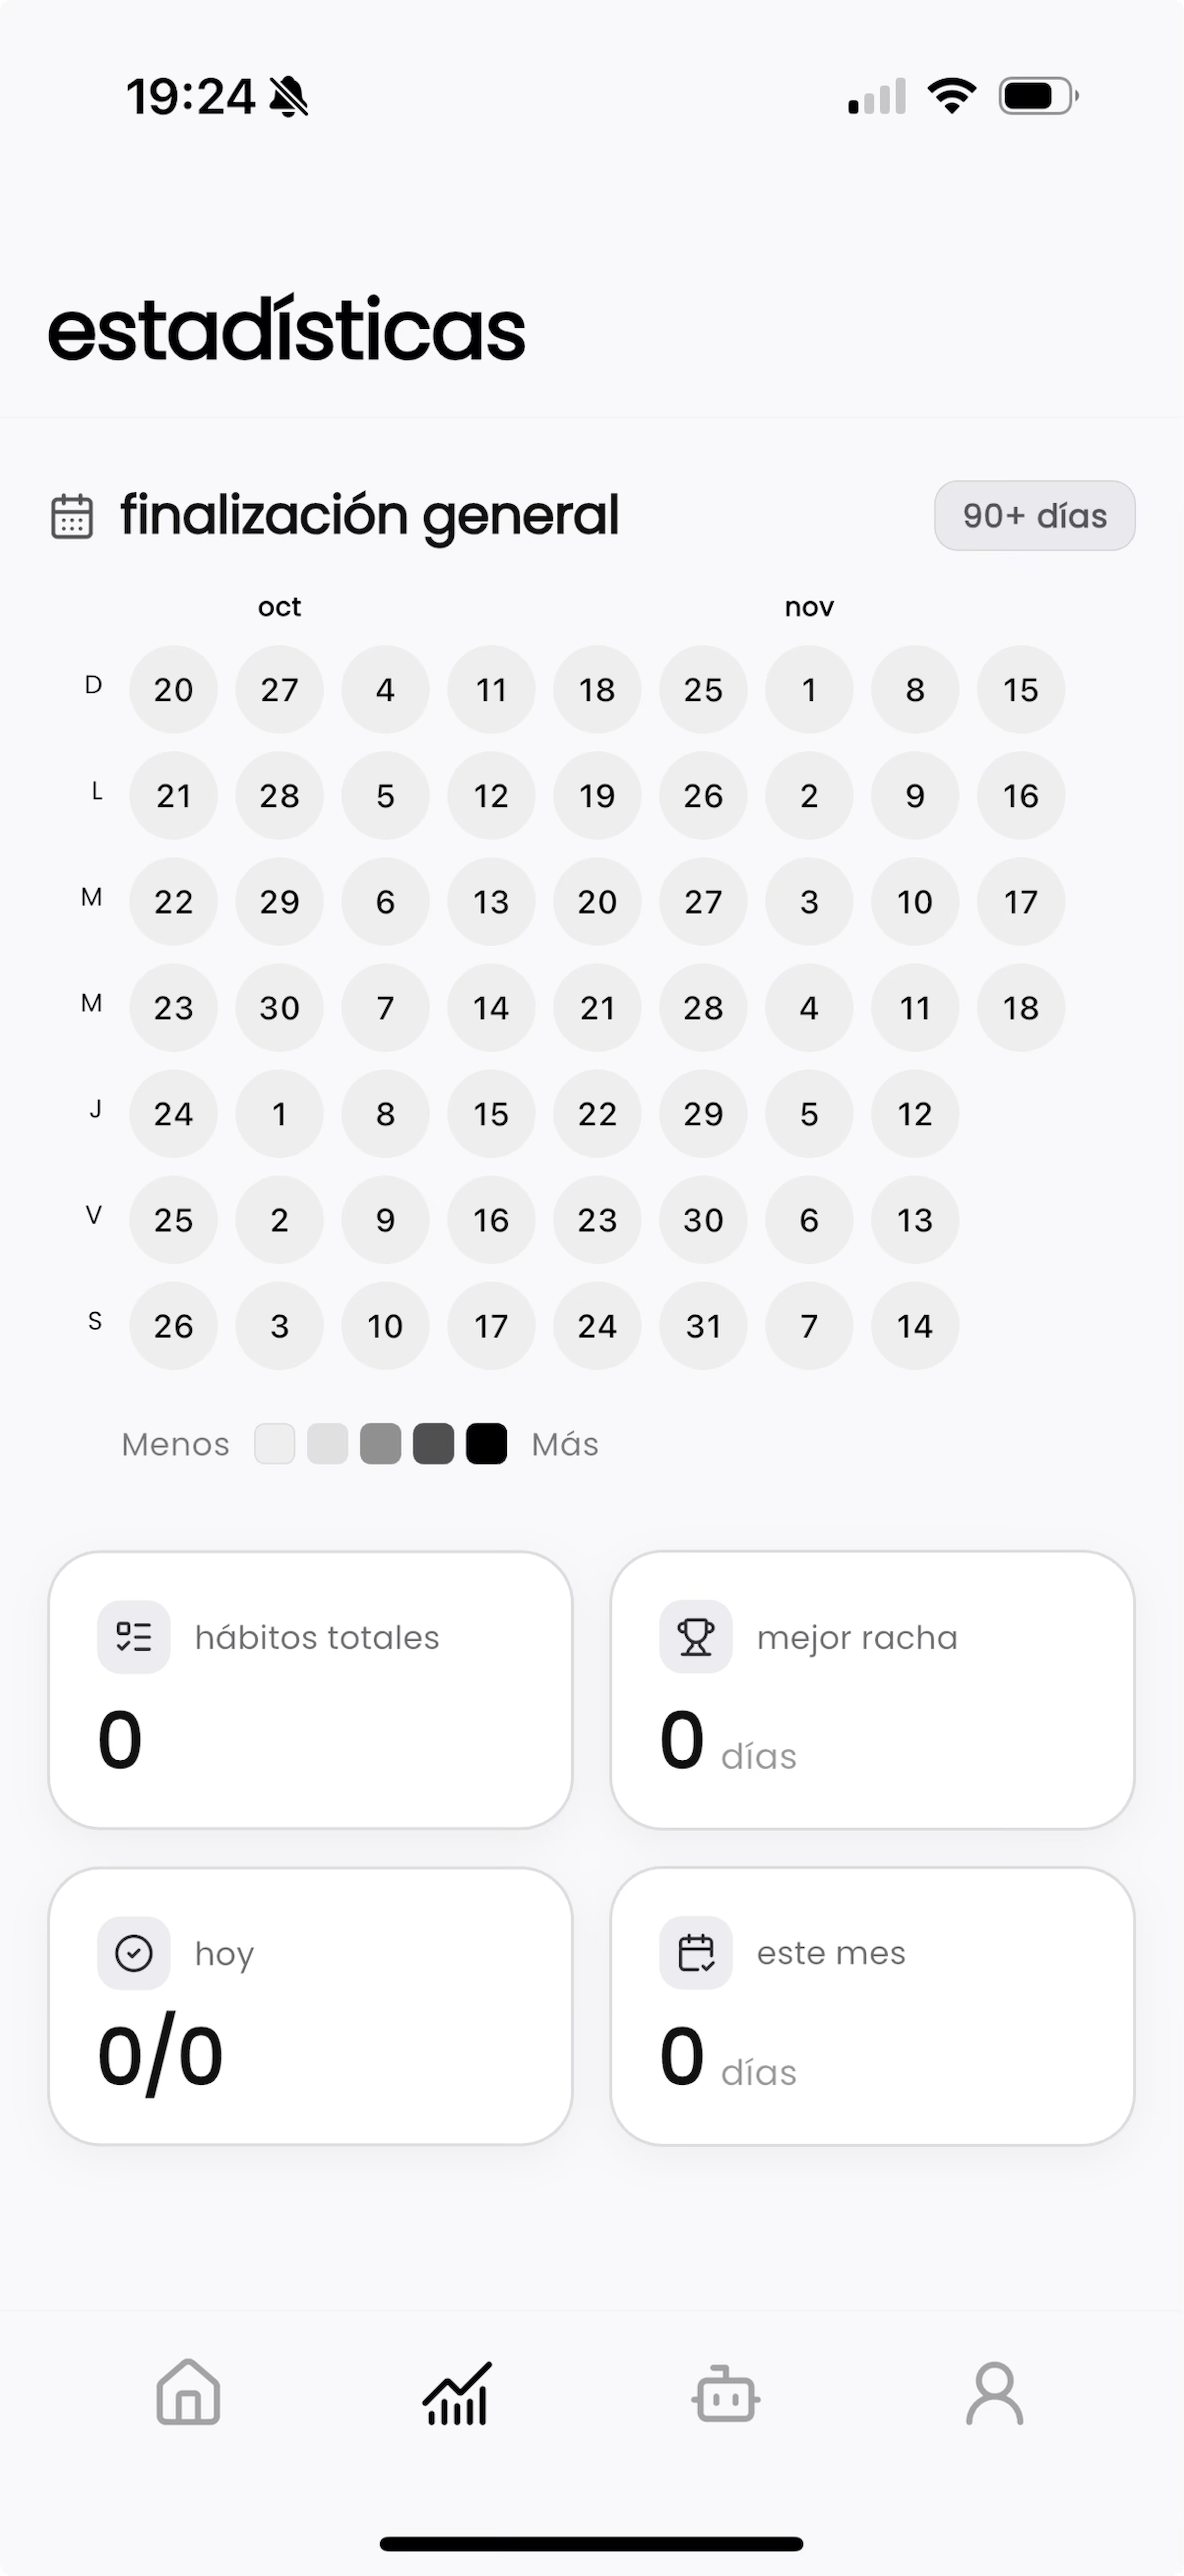 19:24
estadísticas
finalización general 90+ días
oct nov
D 20 27 4 11 18 25 1 8 15
L 21 28 5 12 19 26 2 9 16
M 22 29 6 13 20 27 3 10 17
M 23 30 7 14 21 28 4 11 18
J 24 1 8 15 22 29 5 12
V 25 2 9 16 23 30 6 13
S 26 3 10 17 24 31 7 14
Menos Más
hábitos totales
0
mejor racha
0 días
hoy
0/0
este mes
0 días